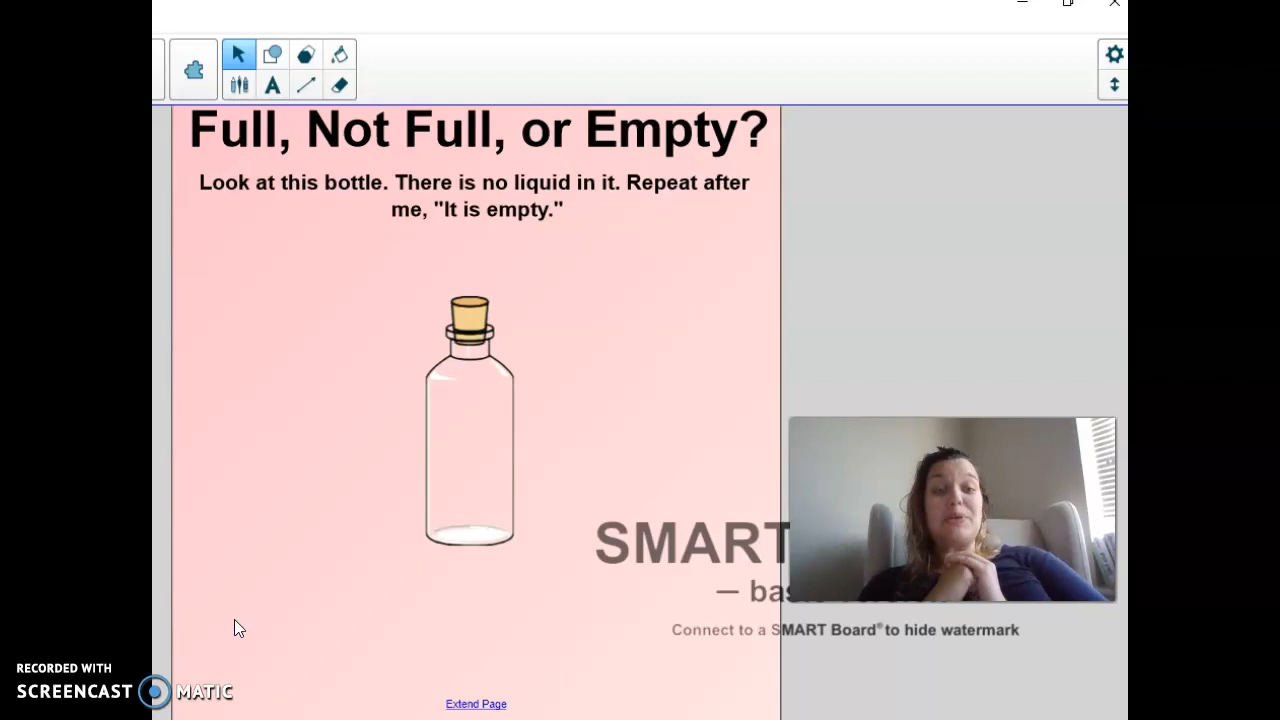 Full, Not Full, or Empty?
Look at this bottle. There is no liquid in it. Repeat after
me, "It is empty."
SMART
— bas
Connect to a SMART Board® to hide watermark
Extend Page
RECORDED WITH
SCREENCAST MATIC